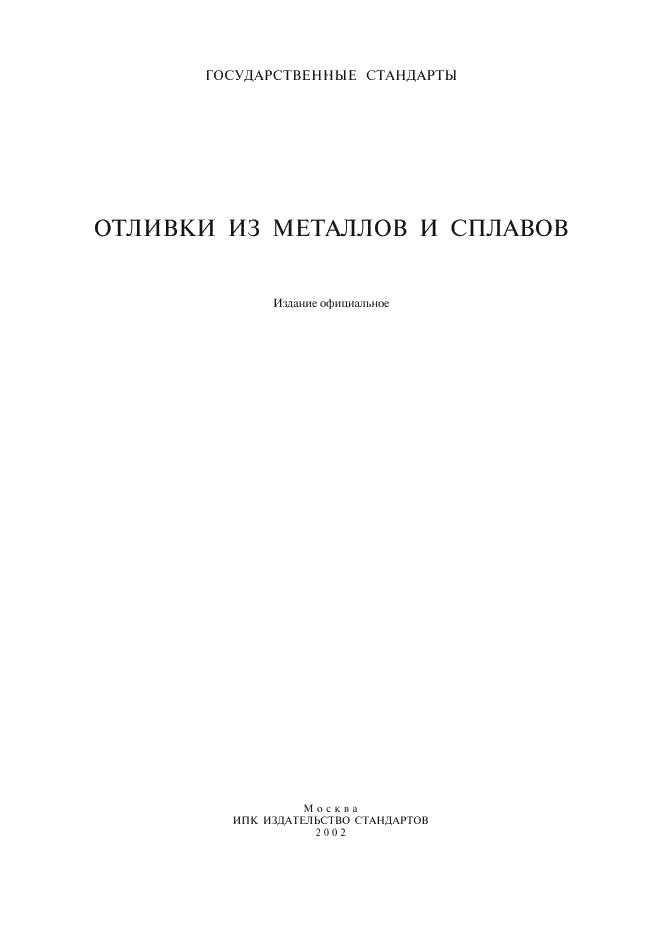 ГОСУДАРСТВЕННЫЕ СТАНДАРТЫ
ОТЛИВКИ ИЗ МЕТАЛЛОВ И СПЛАВОВ
Издание официальное
Москва
ИПК ИЗДАТЕЛЬСТВО СТАНДАРТОВ
2002